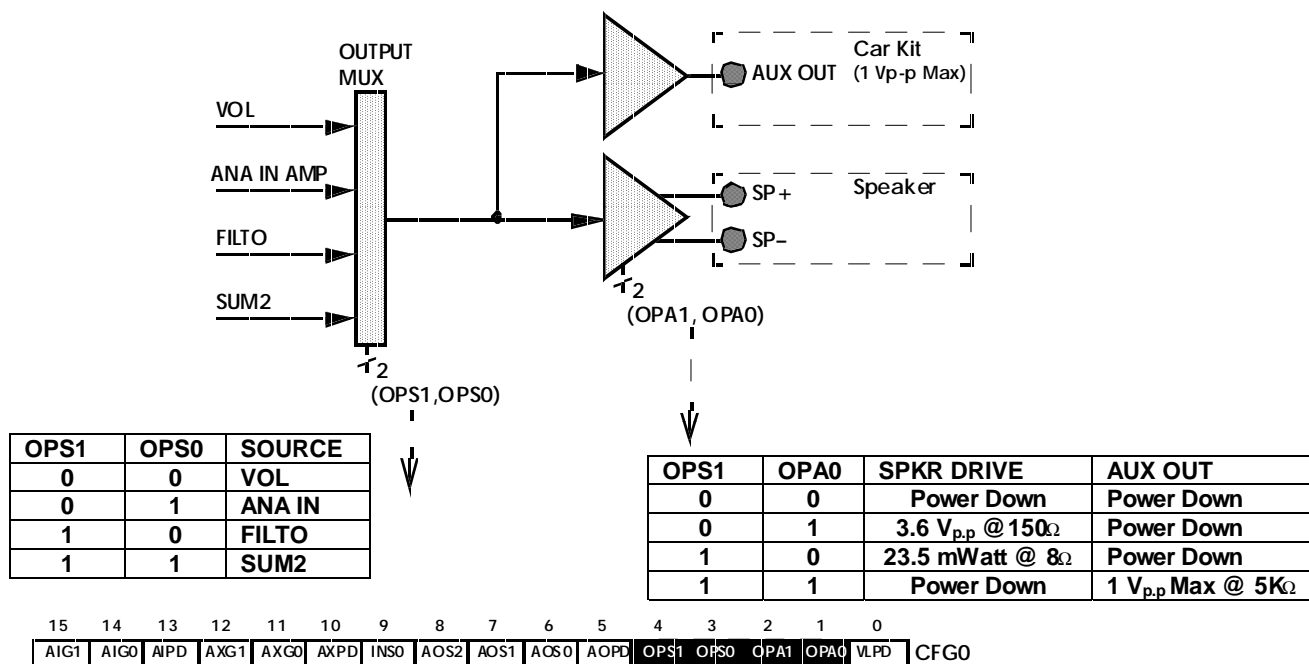 OUTPUT
MUX
VOL
ANA IN AMP
FILTO
SUM2
2
(OPS1,OPS0)
Car Kit
AUX OUT (1 Vp-p Max)
SP+ Speaker
SP–
2
(OPA1, OPA0)
OPS1 OPS0 SOURCE
0 0 VOL
0 1 ANA IN
1 0 FILTO
1 1 SUM2
OPS1 OPA0 SPKR DRIVE AUX OUT
0 0 Power Down Power Down
0 1 3.6 Vp.p @150Ω Power Down
1 0 23.5 mWatt @ 8Ω Power Down
1 1 Power Down 1 Vp.p Max @ 5KΩ
15 14 13 12 11 10 9 8 7 6 5 4 3 2 1 0
AIG1 AIG0 AIPD AXG1 AXG0 AXPD INS0 AOS2 AOS1 AOS0 AOPD OPS1 OPS0 OPA1 OPA0 VLPD CFG0